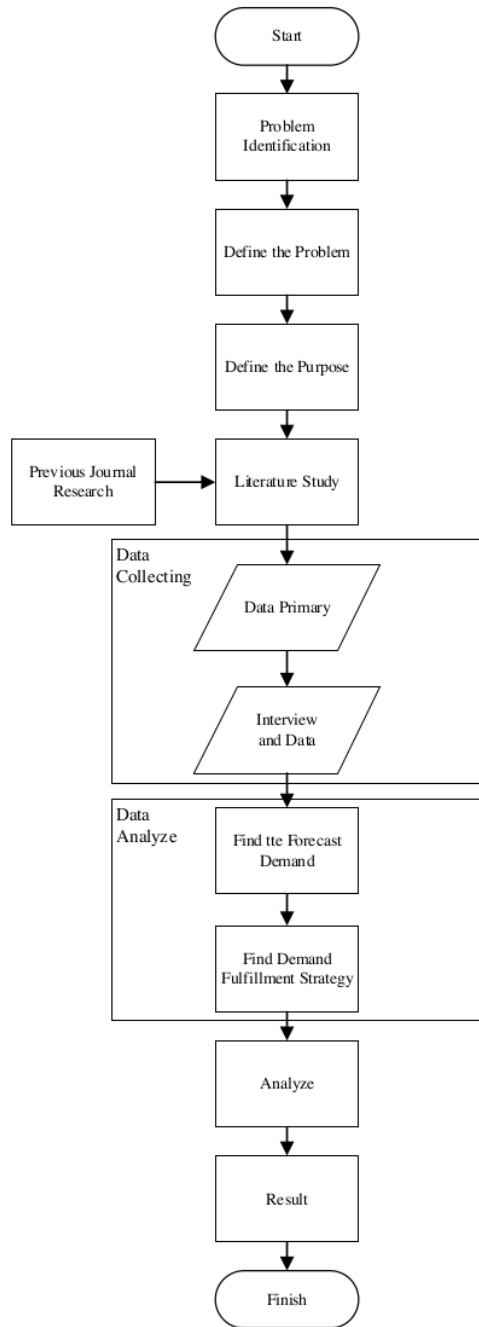 Start
Problem
Identification
Define the Problem
Define the Purpose
Previous Journal
Research
Literature Study
Data
Collecting
Data Primary
Interview
and Data
Data
Analyze
Find tte Forecast
Demand
Find Demand
Fulfillment Strategy
Analyze
Result
Finish